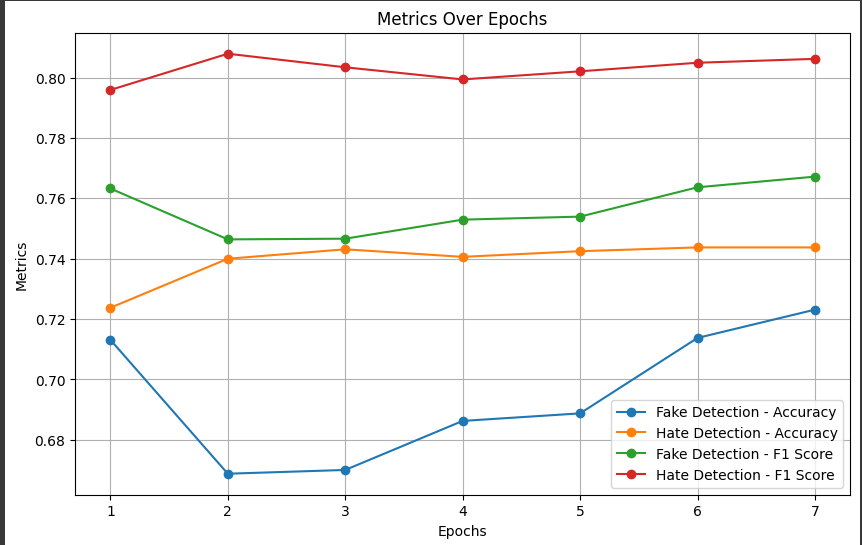 Metrics Over Epochs
Metrics
0.80
0.78
0.76
0.74
0.72
0.70
0.68
1 2 3 4 5 6 7
Epochs
Fake Detection - Accuracy
Hate Detection - Accuracy
Fake Detection - F1 Score
Hate Detection - F1 Score